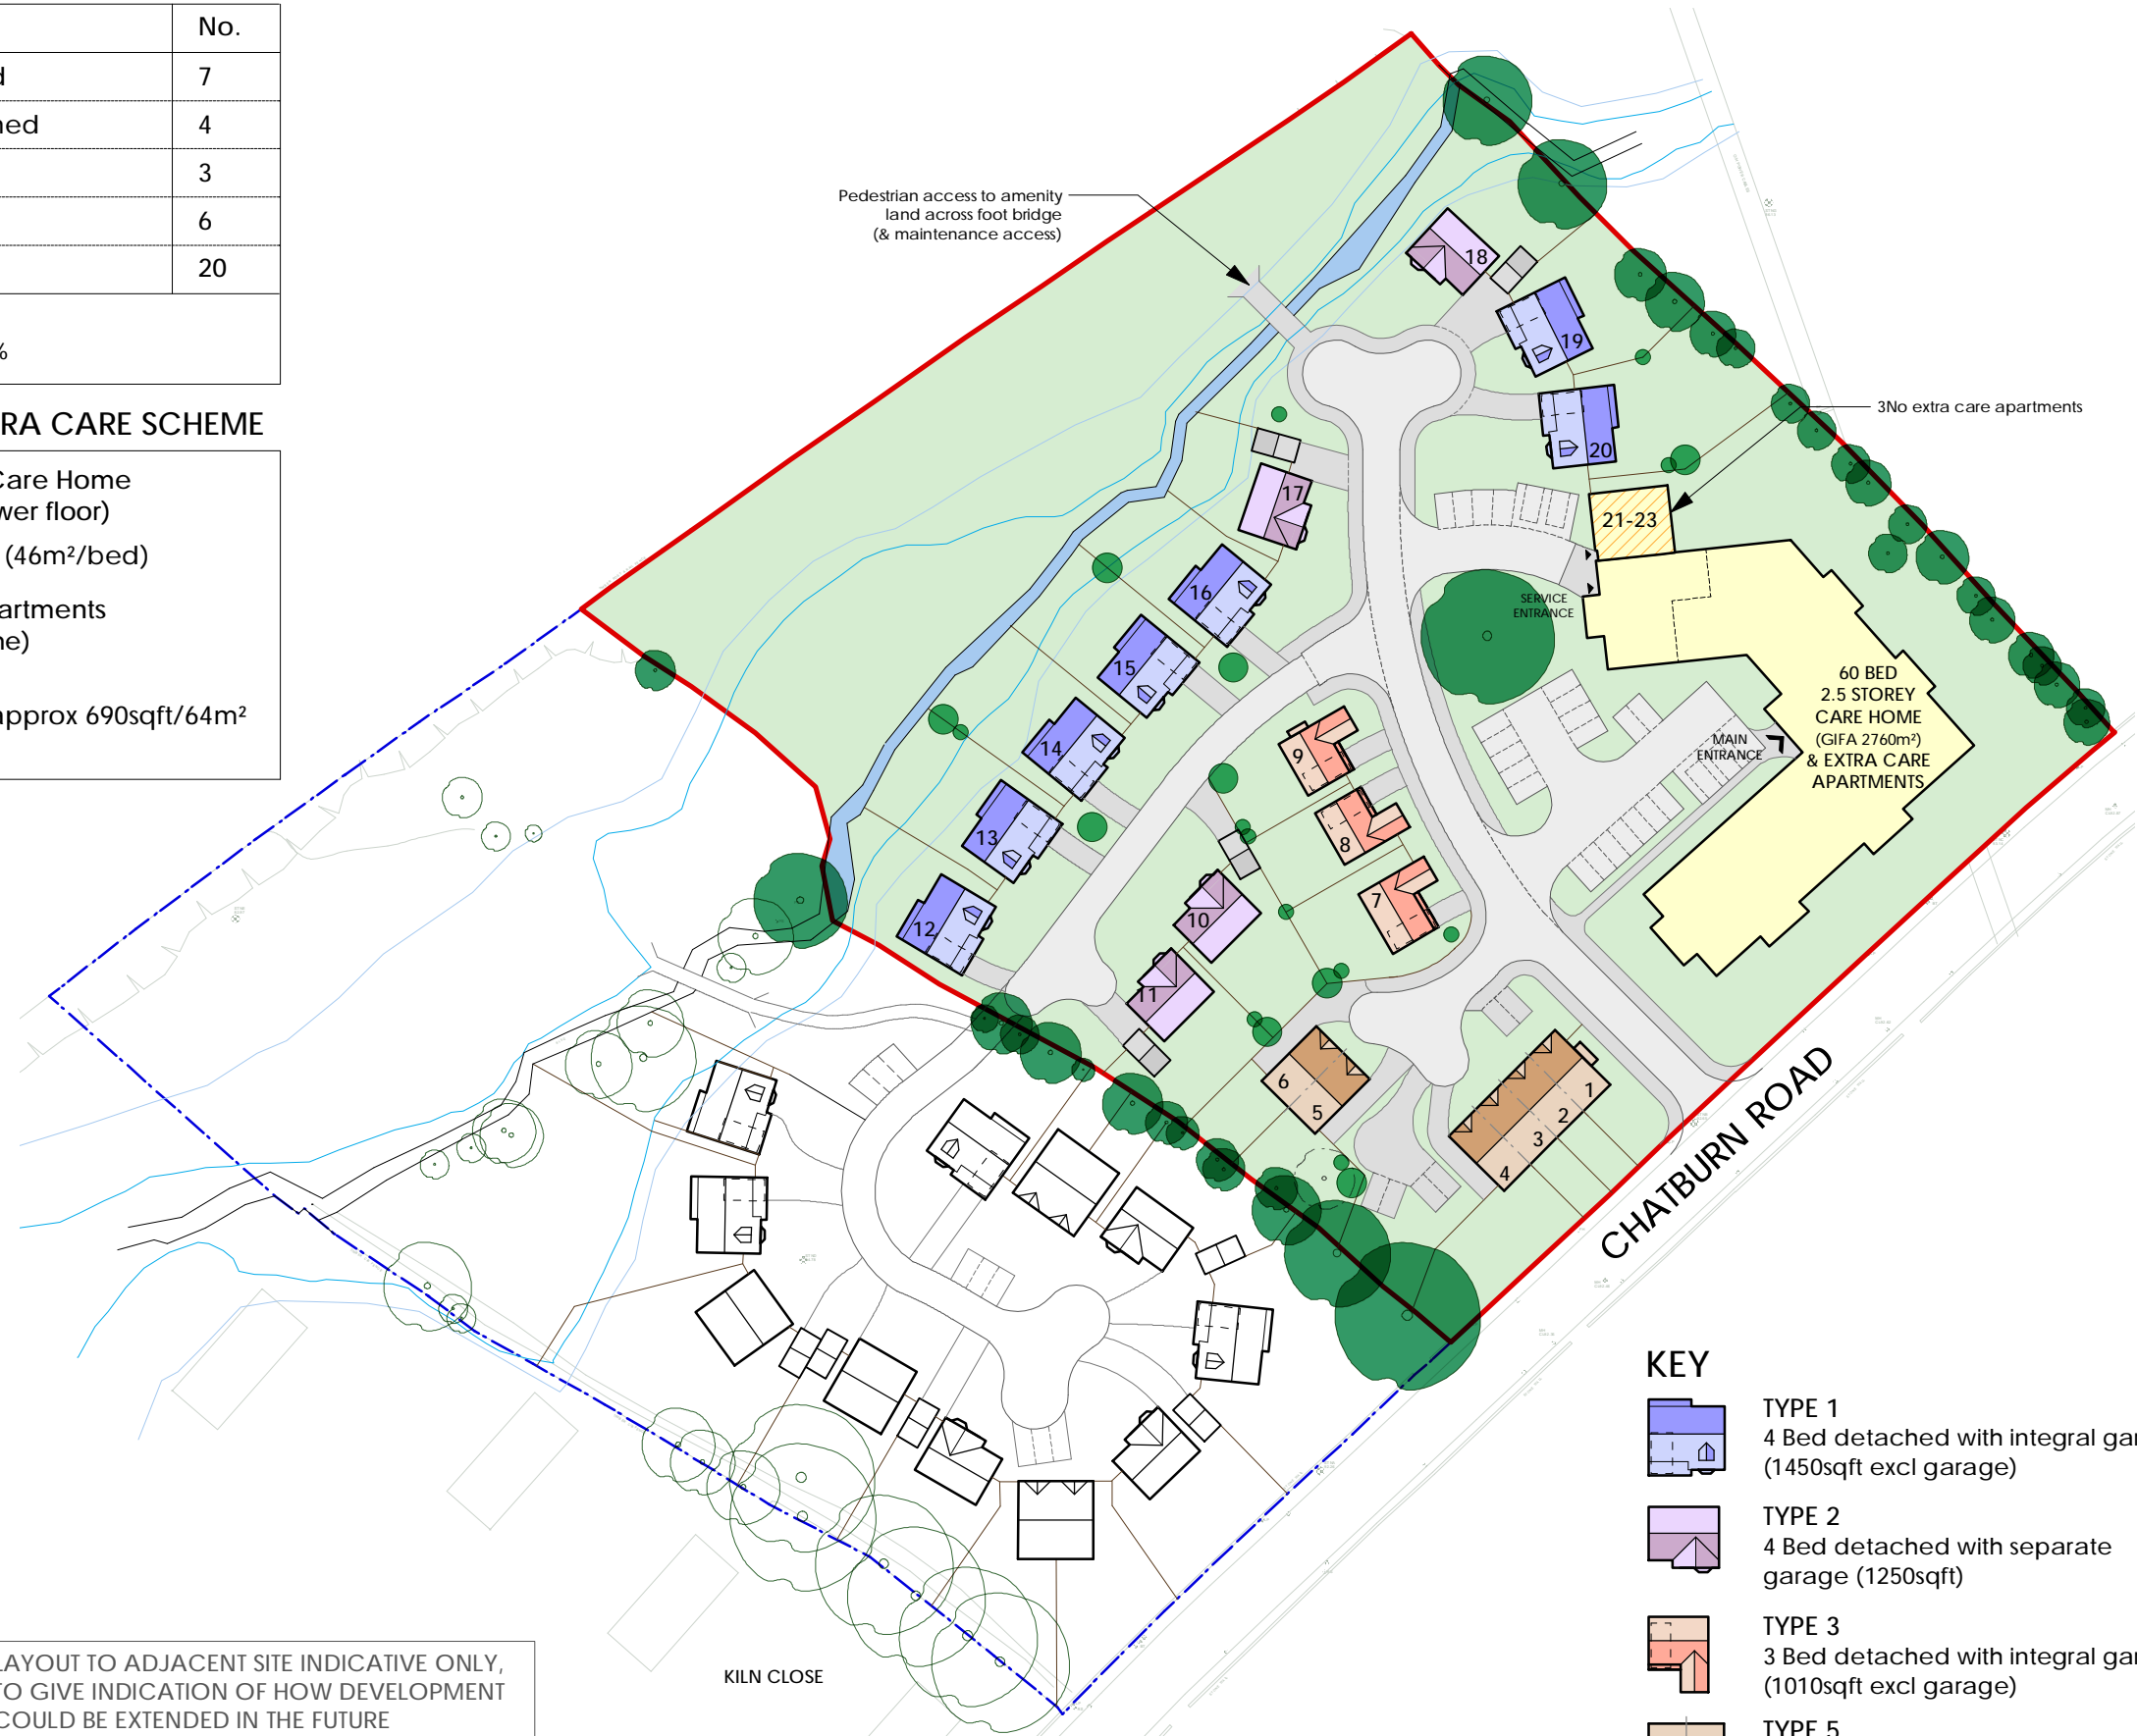 No.
7
4
3
6
20
%
RA CARE SCHEME
Care Home
wer floor)
(46m²/bed)
partments
ne)
approx 690sqft/64m²
Pedestrian access to amenity
land across foot bridge
(& maintenance access)
18
19
20
3No extra care apartments
17
21-23
16
SERVICE
ENTRANCE
15
60 BED
2.5 STOREY
CARE HOME
(GIFA 2760m²)
& EXTRA CARE
APARTMENTS
MAIN
ENTRANCE
14
9
13
8
7
12
10
11
6
5
1
2
3
4
CHATBURN ROAD
KILN CLOSE
KEY
TYPE 1
4 Bed detached with integral gar
(1450sqft excl garage)
TYPE 2
4 Bed detached with separate
garage (1250sqft)
TYPE 3
3 Bed detached with integral gar
(1010sqft excl garage)
TYPE 5
LAYOUT TO ADJACENT SITE INDICATIVE ONLY,
TO GIVE INDICATION OF HOW DEVELOPMENT
COULD BE EXTENDED IN THE FUTURE